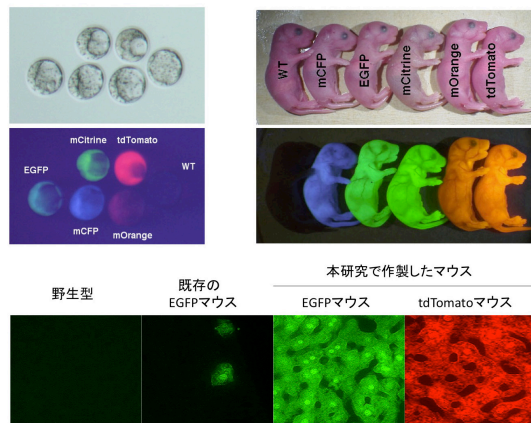 WT
mCFP
EGFP
mCitrine
mOrange
tdTomato
mCitrine tdTomato
EGFP
WT
mCFP
mOrange
本研究で作製したマウス
野生型
既存の
EGFPマウス
EGFPマウス
tdTomatoマウス